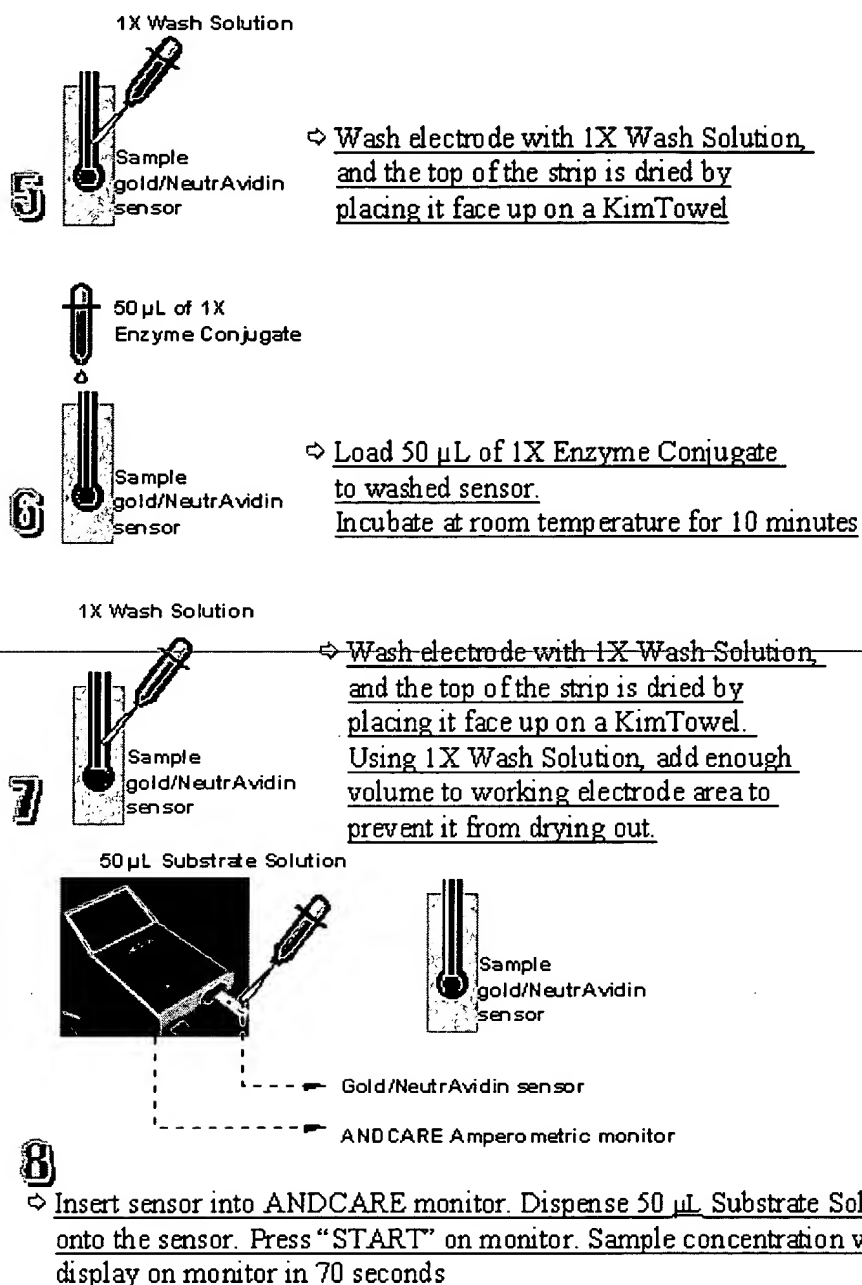 1X Wash Solution
Sample
gold/NeutrAvidin
sensor
5
⇨ Wash electrode with 1X Wash Solution,
and the top of the strip is dried by
placing it face up on a KimTowel
50 µL of 1X
Enzyme Conjugate
Sample
gold/NeutrAvidin
sensor
6
⇨ Load 50 µL of 1X Enzyme Conjugate
to washed sensor.
Incubate at room temperature for 10 minutes
1X Wash Solution
Sample
gold/NeutrAvidin
sensor
7
⇨ Wash electrode with 1X Wash Solution,
and the top of the strip is dried by
placing it face up on a KimTowel.
Using 1X Wash Solution, add enough
volume to working electrode area to
prevent it from drying out.
50 µL Substrate Solution
Sample
gold/NeutrAvidin
sensor
Gold/NeutrAvidin sensor
ANDCARE Amperometric monitor
8
⇨ Insert sensor into ANDCARE monitor. Dispense 50 µL Substrate Sol
onto the sensor. Press "START" on monitor. Sample concentration
display on monitor in 70 seconds